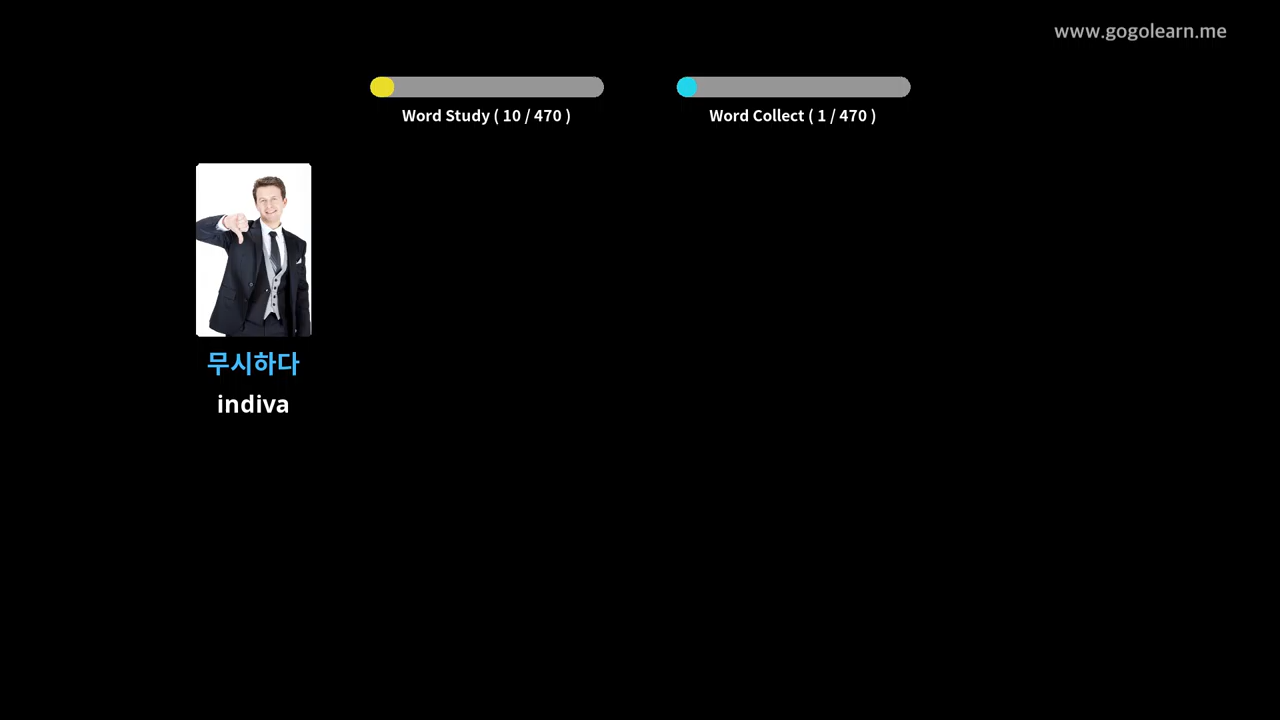 www.gogolearn.me
Word Study ( 10 / 470 )
Word Collect ( 1 / 470 )
무시하다
indiva